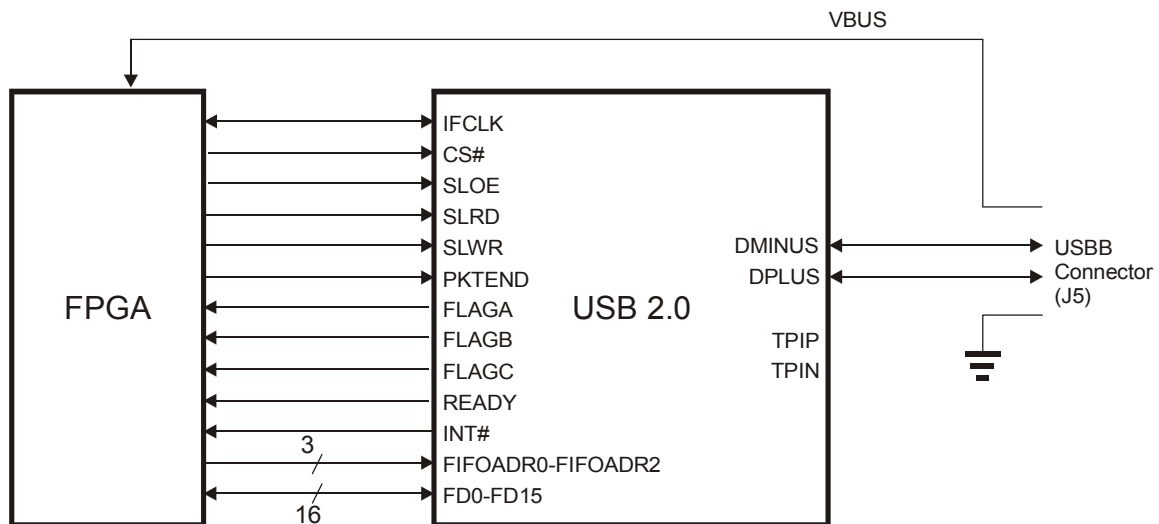 VBUS
IFCLK
CS#
SLOE
SLRD
SLWR
PKTEND
FLAGA
FLAGB
FLAGC
READY
INT#
FIFOADR0-FIFOADR2
FD0-FD15
3
16
FPGA
USB 2.0
DMINUS
DPLUS
TPIP
TPIN
USBB
Connector
(J5)